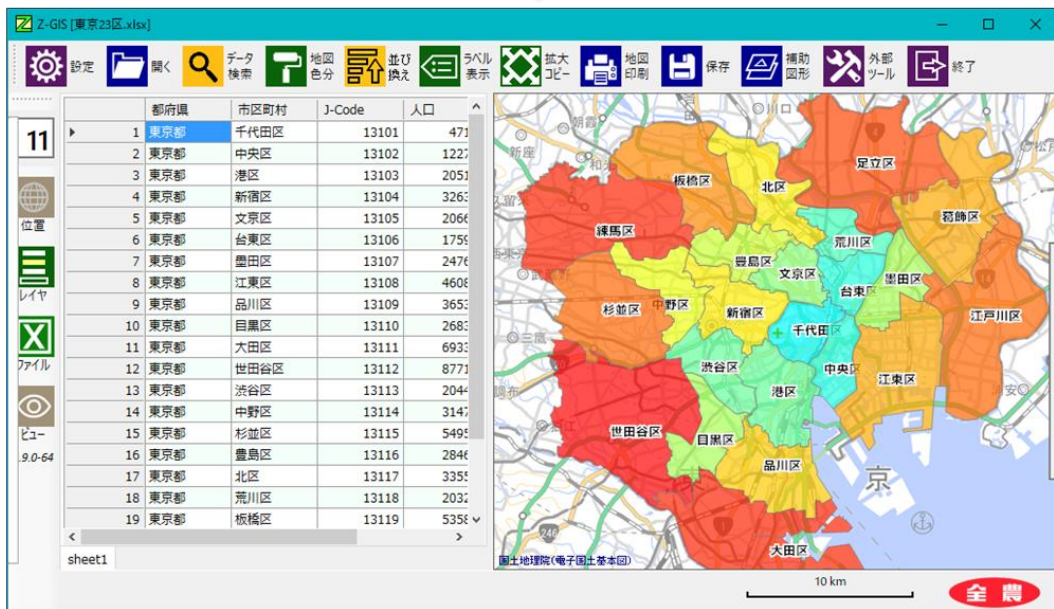 Z-GIS [東京23区.xlsx]
設定 開く データ検索 地図色分 並び換え ラベル表示 拡大コピー 地図印刷 保存 補助図形 外部ツール 終了
都府県 市区町村 J-Code 人口
1 東京都 千代田区 13101 471
2 東京都 中央区 13102 1227
3 東京都 港区 13103 2051
4 東京都 新宿区 13104 3263
5 東京都 文京区 13105 2066
6 東京都 台東区 13106 1759
7 東京都 墨田区 13107 2476
8 東京都 江東区 13108 4608
9 東京都 品川区 13109 3653
10 東京都 目黒区 13110 2683
11 東京都 大田区 13111 6933
12 東京都 世田谷区 13112 8771
13 東京都 渋谷区 13113 2044
14 東京都 中野区 13114 3147
15 東京都 杉並区 13115 5495
16 東京都 豊島区 13116 2846
17 東京都 北区 13117 3355
18 東京都 荒川区 13118 2032
19 東京都 板橋区 13119 5358
sheet1
11
位置
レイヤ
ファイル
ビュー
.9.0-64
川口
朝霞
新座
和光
足立区
板橋区
北区
葛飾区
練馬区
荒川区
豊島区
文京区
墨田区
台東区
杉並区
中野区
新宿区
江戸川区
千代田区
三鷹
渋谷区
中央区
江東区
港区
世田谷区
目黒区
品川区
京
246
大田区
国土地理院(電子国土基本図)
10 km
全農